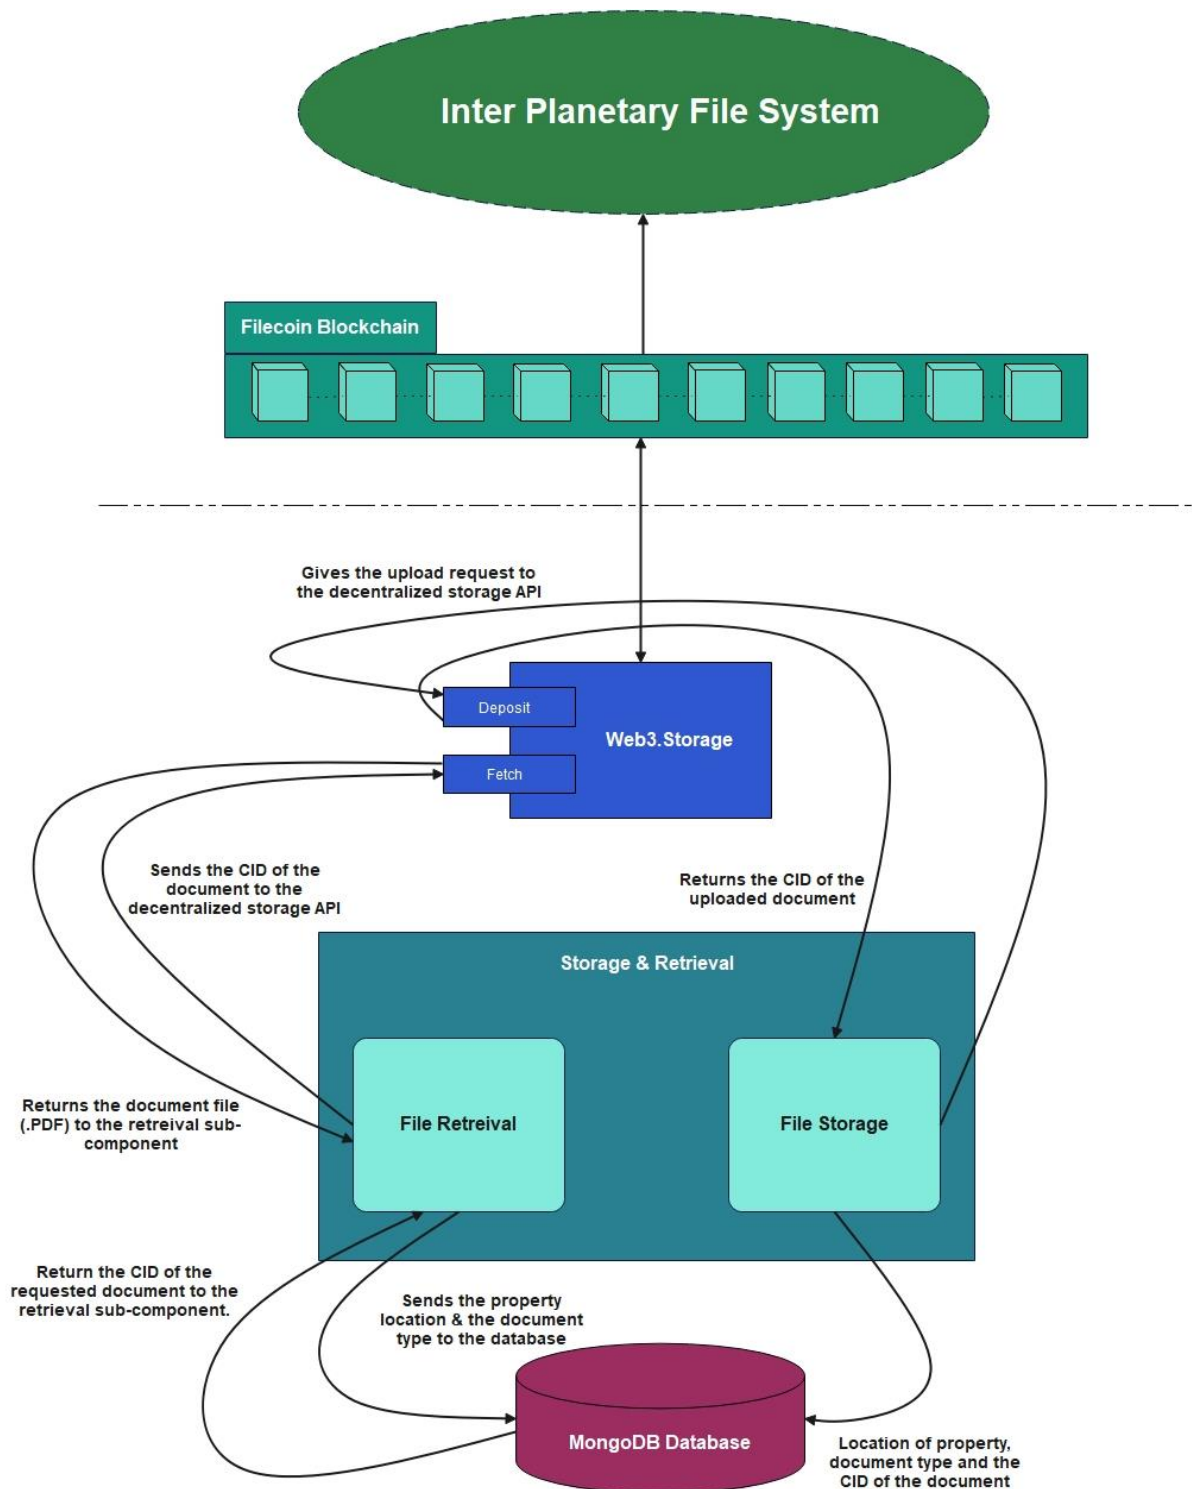 Inter Planetary File System
Filecoin Blockchain
Gives the upload request to
the decentralized storage API
Deposit
Web3.Storage
Fetch
Sends the CID of the
document to the
decentralized storage API
Returns the CID of the
uploaded document
Storage & Retrieval
Returns the document file
(.PDF) to the retreival sub-
component
File Retreival
File Storage
Return the CID of the
requested document to the
retrieval sub-component.
Sends the property
location & the document
type to the database
MongoDB Database
Location of property,
document type and the
CID of the document